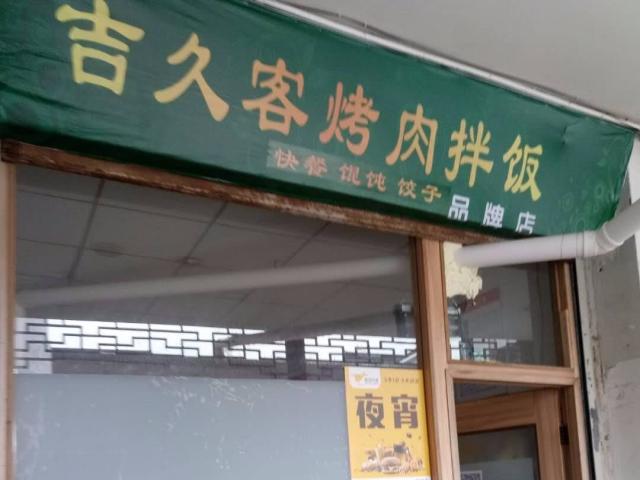 吉久客烤肉拌饭
快餐 馄饨 饺子
品牌店
夜宵